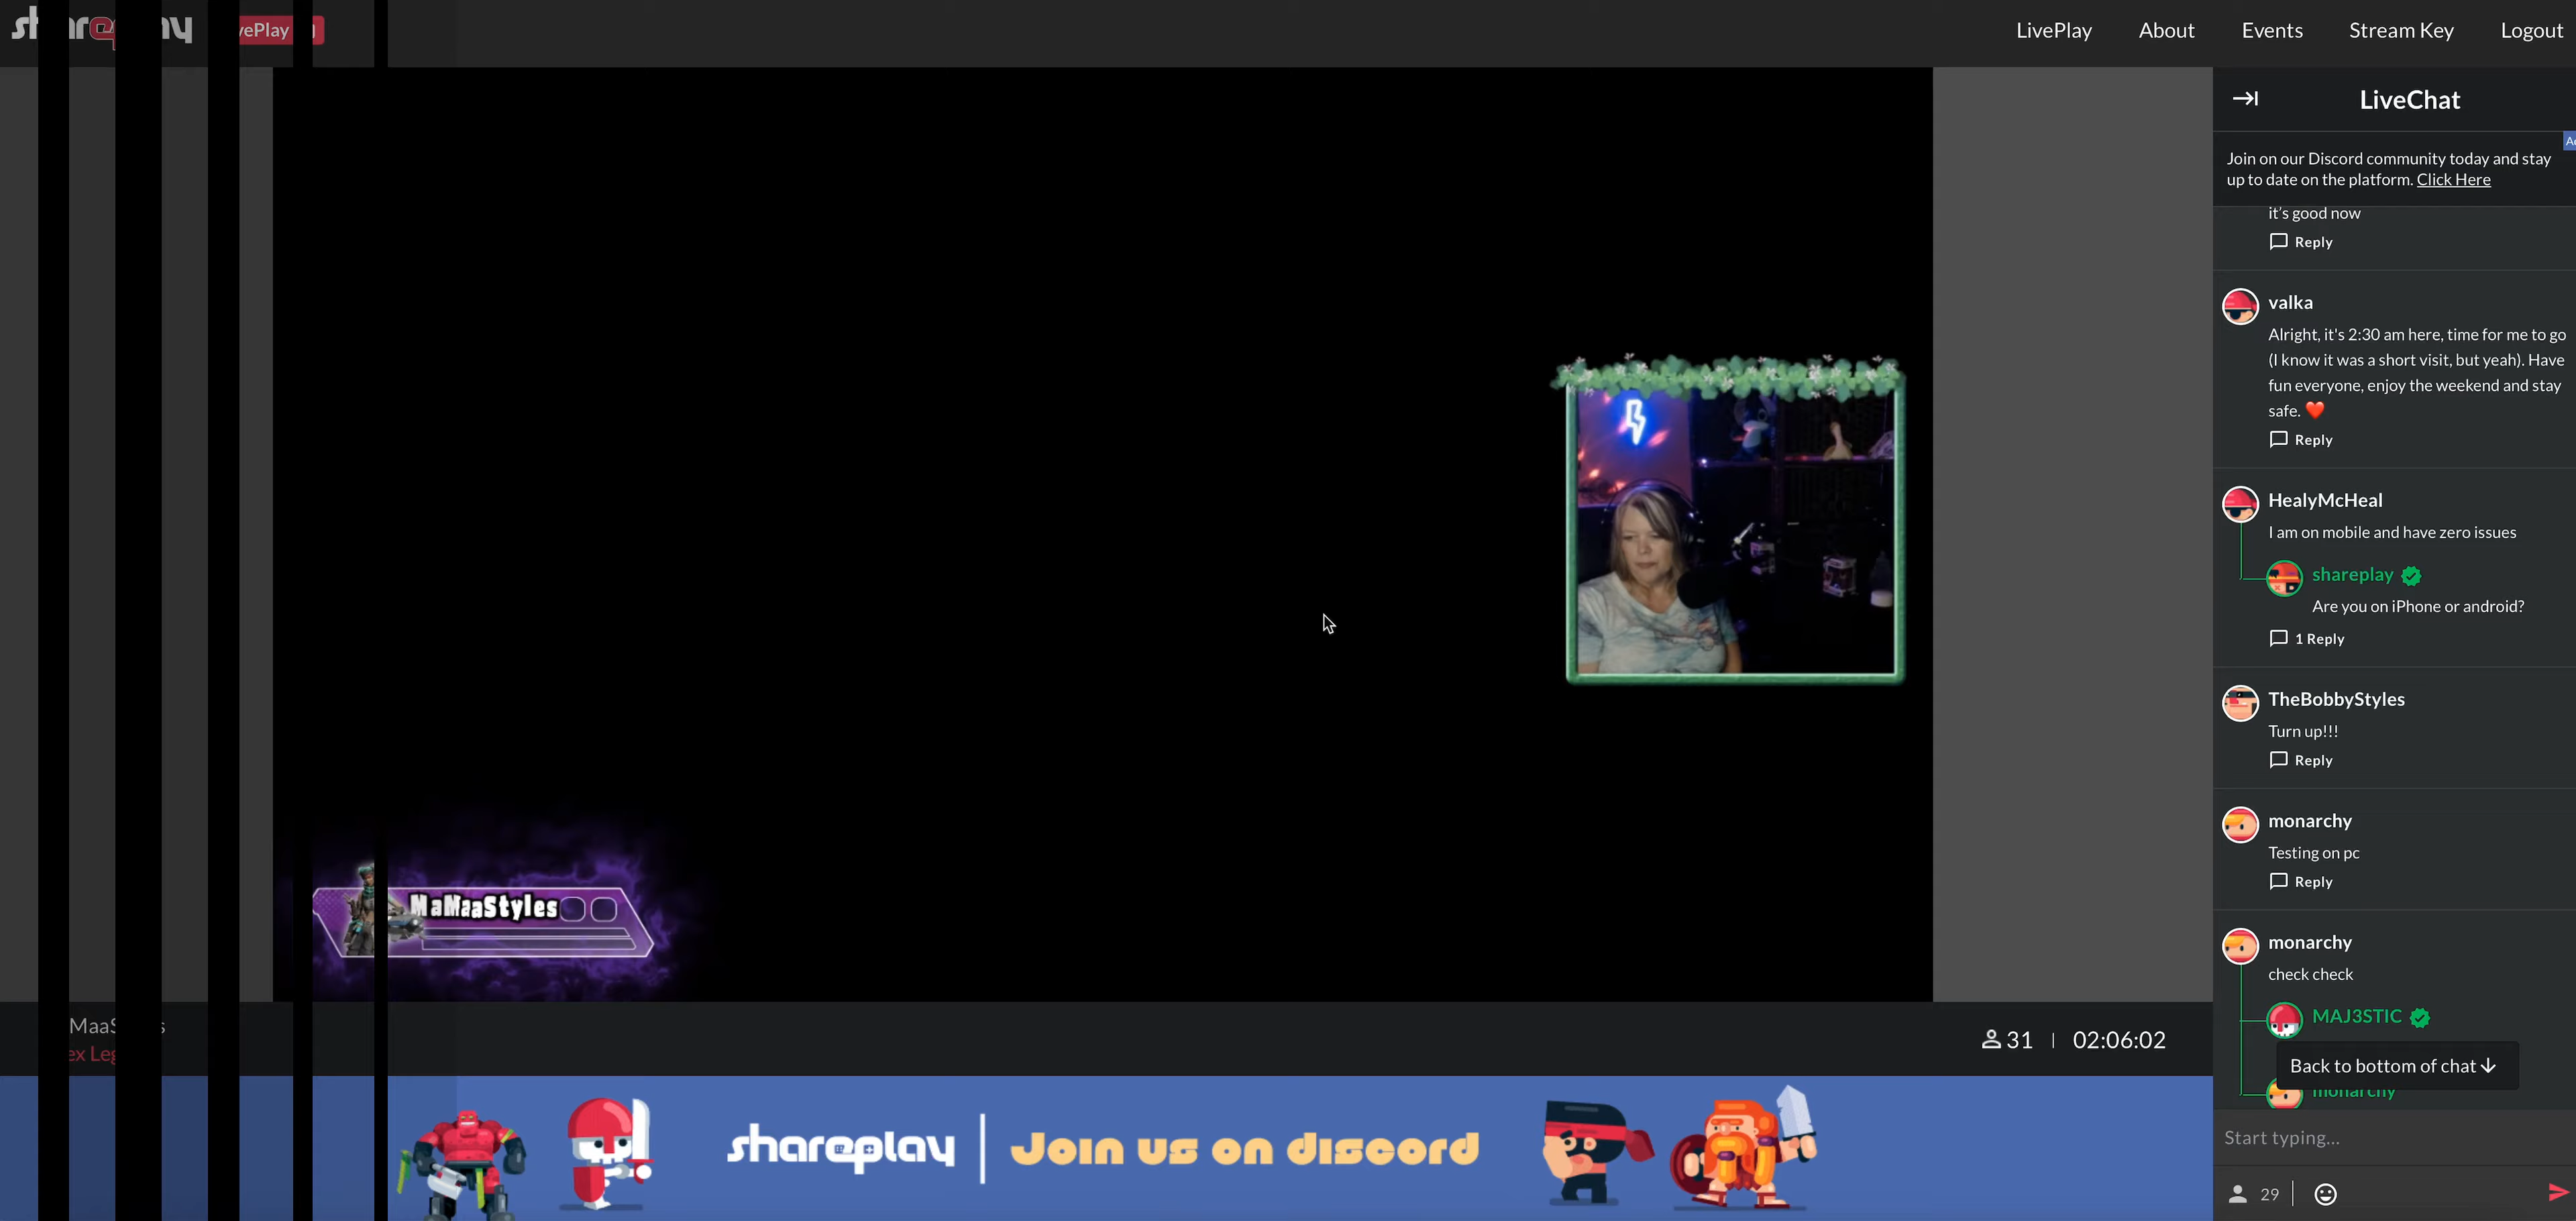 shareplay
LivePlay About Events Stream Key Logout
LiveChat
Join on our Discord community today and stay
up to date on the platform. Click Here
it's good now
Reply
valka
Alright, it's 2:30 am here, time for me to go
(I know it was a short visit, but yeah). Have
fun everyone, enjoy the weekend and stay
safe. ❤️
Reply
HealyMcHeal
I am on mobile and have zero issues
shareplay
Are you on iPhone or android?
1 Reply
TheBobbyStyles
Turn up!!!
Reply
monarchy
Testing on pc
Reply
monarchy
check check
MAJ3STIC
Back to bottom of chat
monarchy
Start typing...
29
MaMaaStyles
31 | 02:06:02
shareplay | Join us on discord